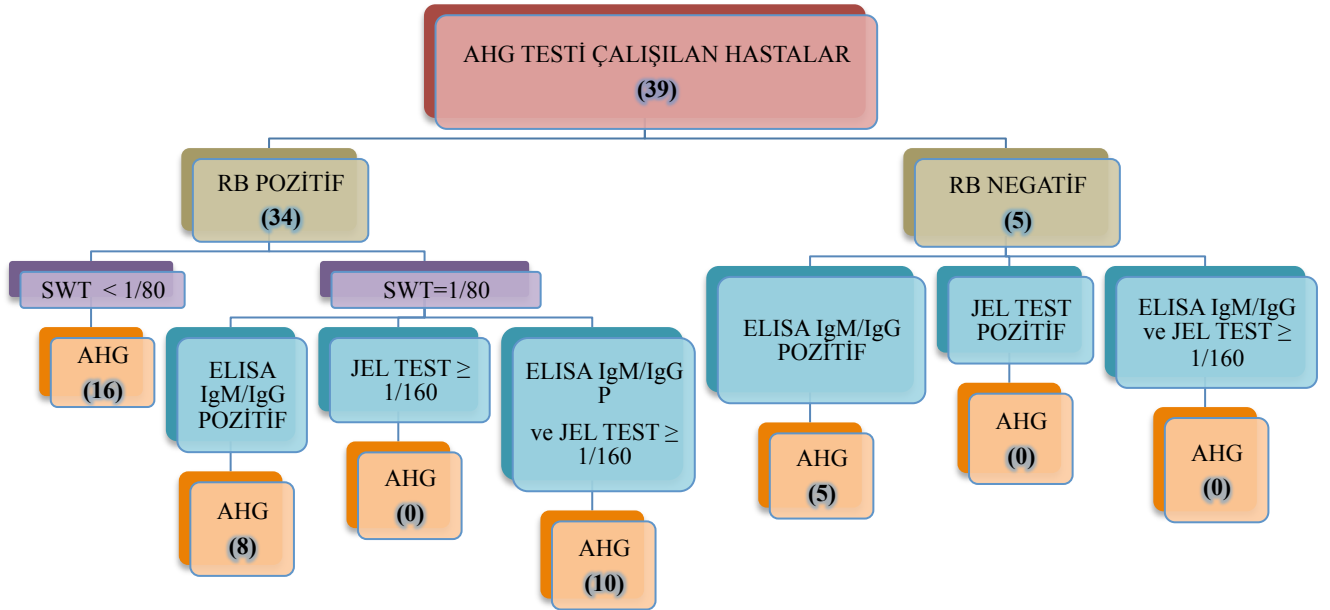 AHG TESTİ ÇALIŞILAN HASTALAR
(39)
RB POZİTİF
(34)
RB NEGATİF
(5)
SWT < 1/80
SWT=1/80
AHG
(16)
ELISA
IgM/IgG
POZİTİF
AHG
(8)
JEL TEST ≥
1/160
AHG
(0)
ELISA IgM/IgG
P
ve JEL TEST ≥
1/160
AHG
(10)
ELISA IgM/IgG
POZİTİF
AHG
(5)
JEL TEST
POZİTİF
AHG
(0)
ELISA IgM/IgG
ve JEL TEST ≥
1/160
AHG
(0)